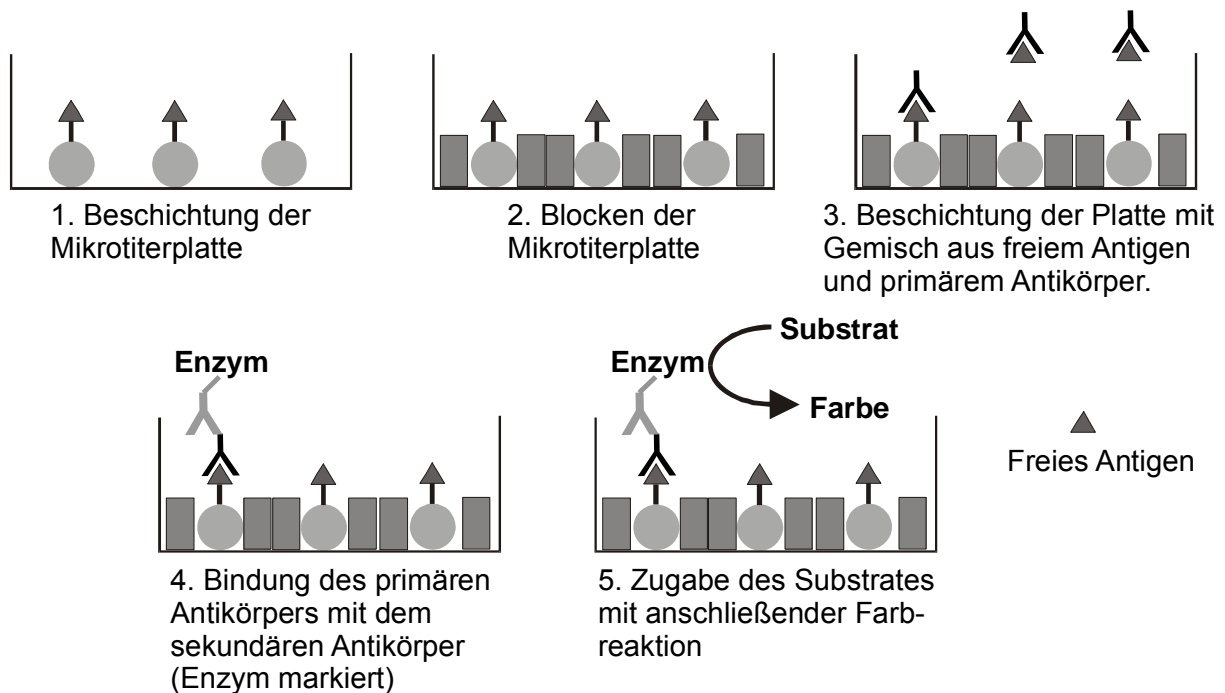 1. Beschichtung der
Mikrotiterplatte
2. Blocken der
Mikrotiterplatte
3. Beschichtung der Platte mit
Gemisch aus freiem Antigen
und primärem Antikörper.
Enzym
4. Bindung des primären
Antikörpers mit dem
sekundären Antikörper
(Enzym markiert)
Substrat
Enzym
Farbe
5. Zugabe des Substrates
mit anschließender Farb-
reaktion
Freies Antigen